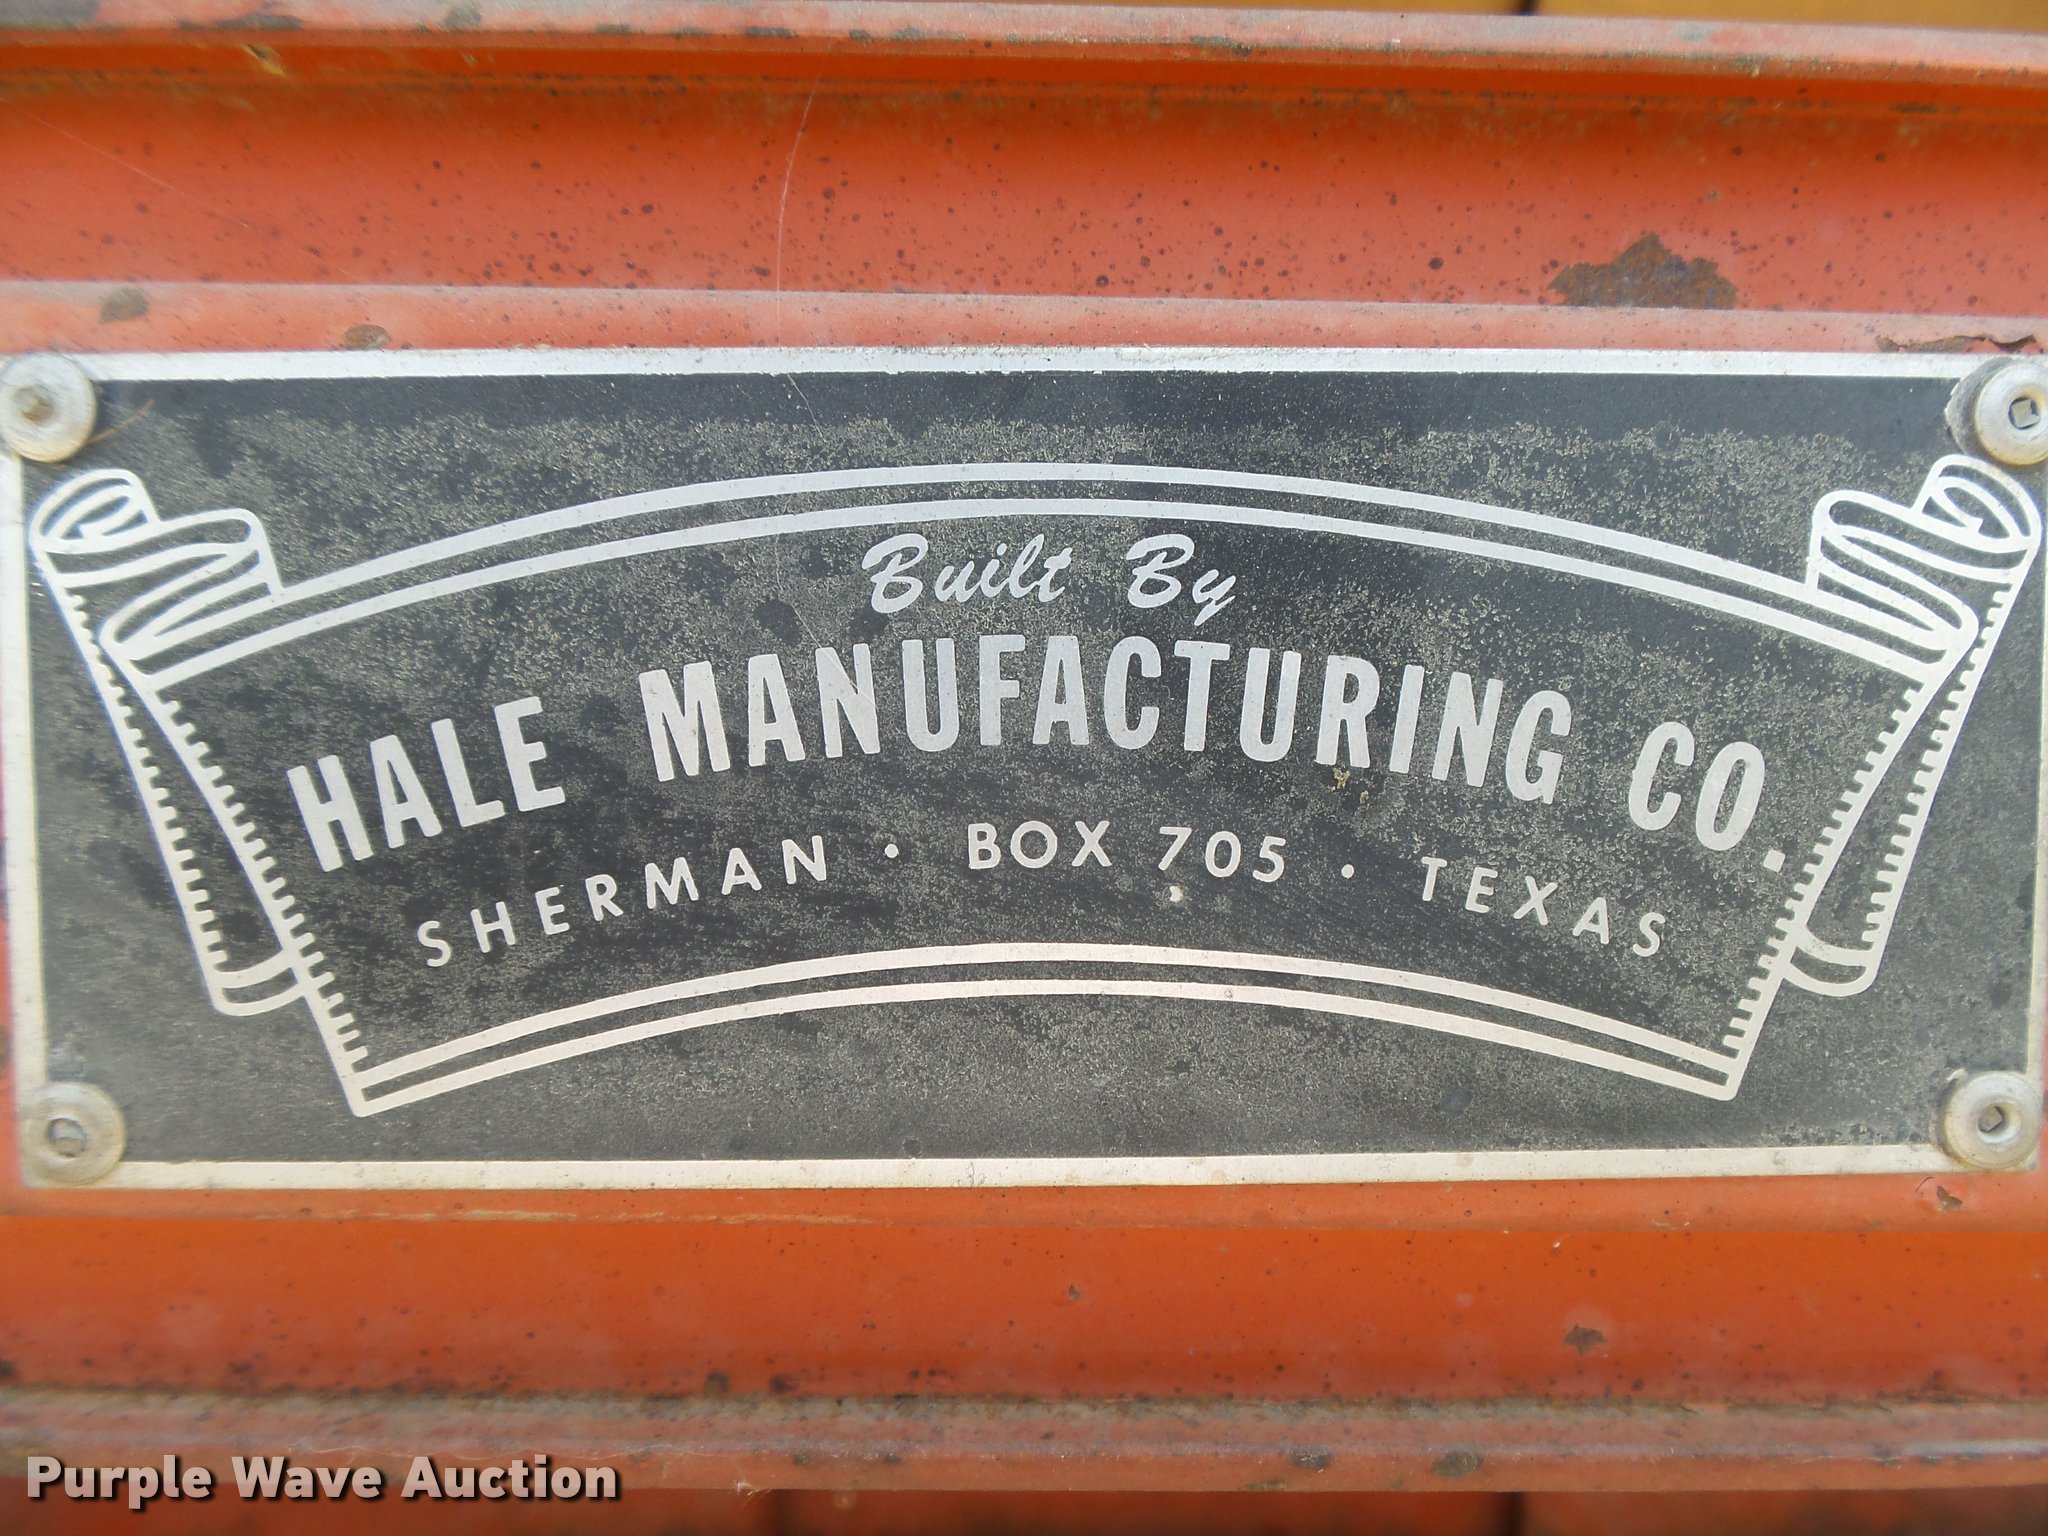 Built By
HALE MANUFACTURING CO.
SHERMAN · BOX 705 · TEXAS
Purple Wave Auction